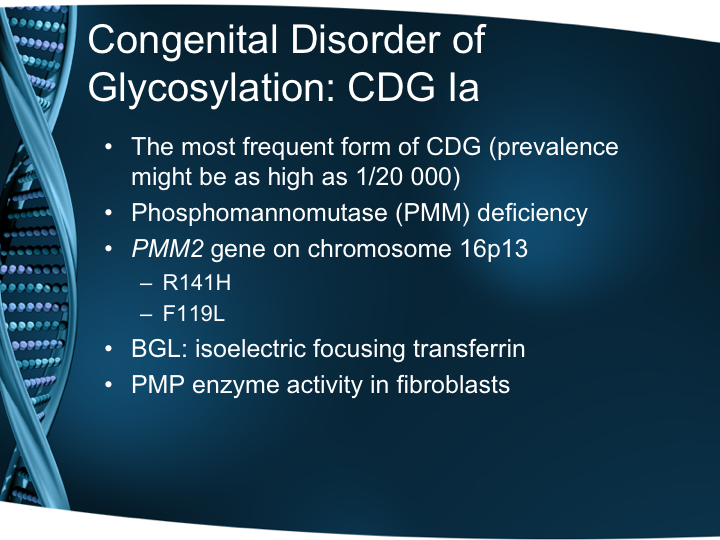 Congenital Disorder of
Glycosylation: CDG Ia
• The most frequent form of CDG (prevalence
might be as high as 1/20 000)
• Phosphomannomutase (PMM) deficiency
• PMM2 gene on chromosome 16p13
– R141H
– F119L
• BGL: isoelectric focusing transferrin
• PMP enzyme activity in fibroblasts